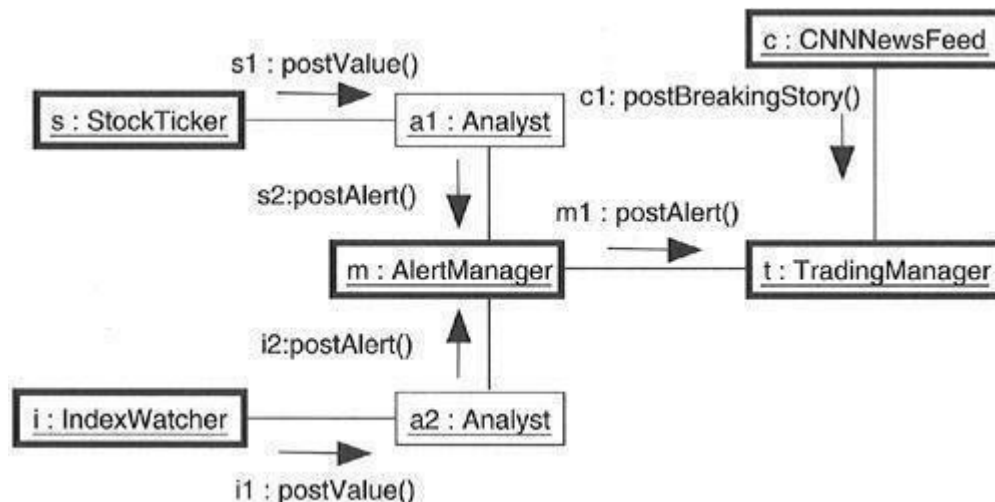 c : CNNNewsFeed
s1 : postValue()
c1: postBreakingStory()
s : StockTicker
a1 : Analyst
s2:postAlert()
m1 : postAlert()
m : AlertManager
t : TradingManager
i2:postAlert()
i : IndexWatcher
a2 : Analyst
i1 : postValue()